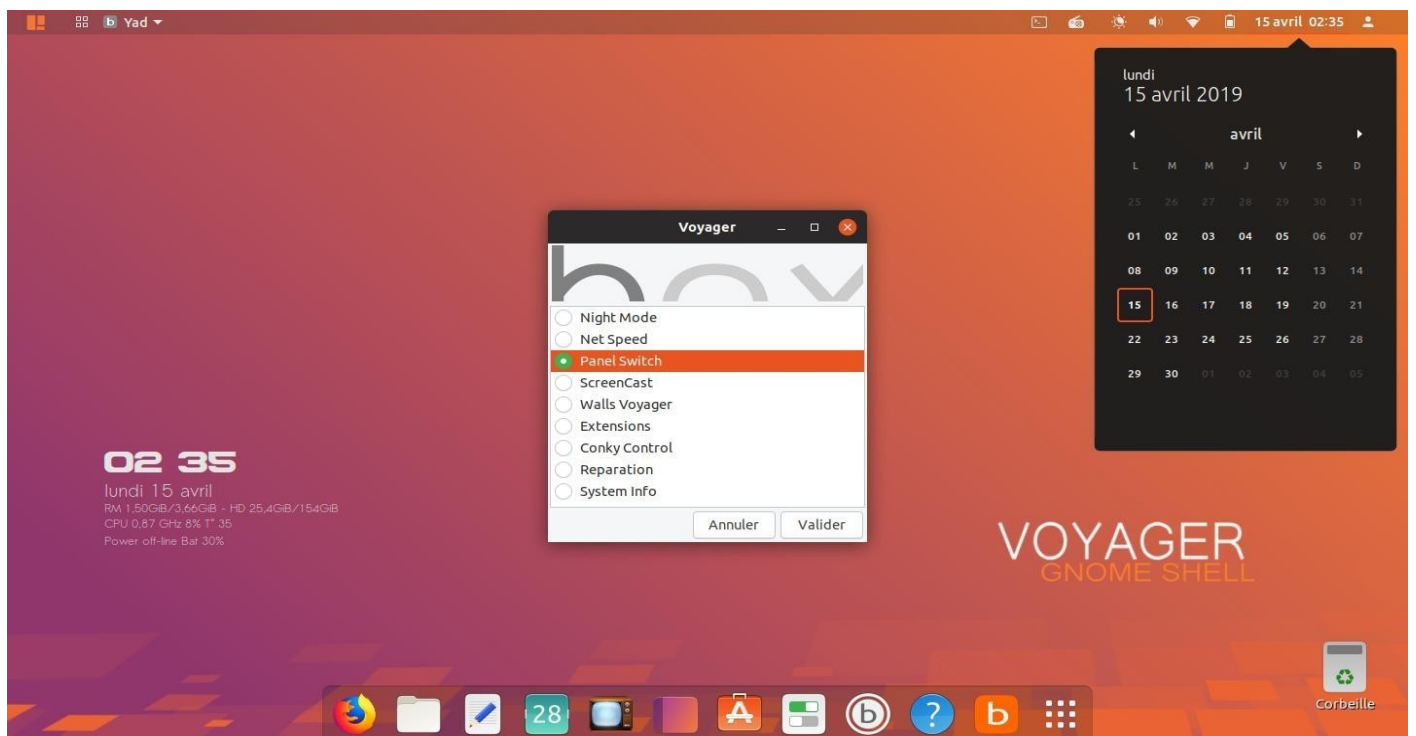 Yad
15 avril 02:35
lundi
15 avril 2019
avril
L M M J V S D
25 26 27 28 29 30 31
01 02 03 04 05 06 07
08 09 10 11 12 13 14
15 16 17 18 19 20 21
22 23 24 25 26 27 28
29 30 01 02 03 04 05
Voyager
Night Mode
Net Speed
Panel Switch
ScreenCast
Walls Voyager
Extensions
Conky Control
Reparation
System Info
Annuler Valider
02 35
lundi 15 avril
RM 1,50GiB/3,66GiB - HD 25,4GiB/154GiB
CPU 0,87 GHz 8% T° 35
Power off-line Bat 30%
VOYAGER
GNOME SHELL
28
Corbeille